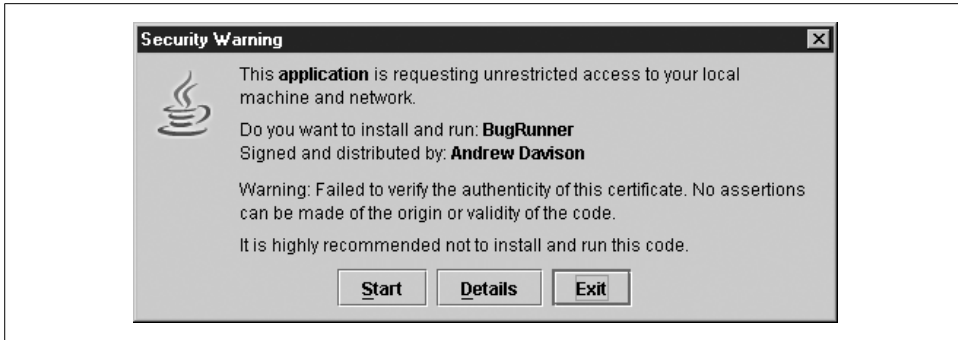 Security Warning
This application is requesting unrestricted access to your local
machine and network.
Do you want to install and run: BugRunner
Signed and distributed by: Andrew Davison
Warning: Failed to verify the authenticity of this certificate. No assertions
can be made of the origin or validity of the code.
It is highly recommended not to install and run this code.
Start Details Exit